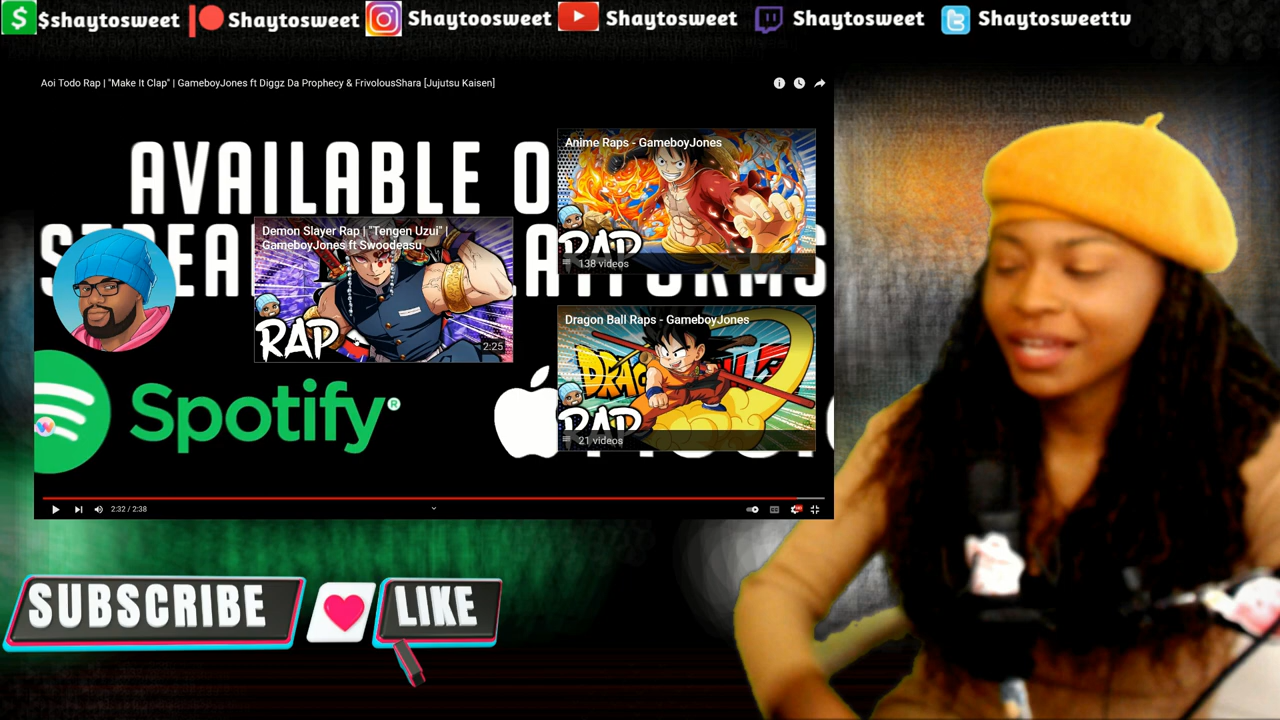 $shaytosweet
Shaytosweet
Shaytoosweet
Shaytosweet
Shaytosweet
Shaytosweettv
Aoi Todo Rap | "Make It Clap" | GameboyJones ft Diggz Da Prophecy & FrivolousShara [Jujutsu Kaisen]
AVAILABLE O
Anime Raps - GameboyJones
RAP
138 videos
Demon Slayer Rap | "Tengen Uzui" |
GameboyJones ft Swoodeasu
RAP
2:25
Dragon Ball Raps - GameboyJones
RAP
21 videos
Spotify®
2:32 / 2:38
SUBSCRIBE
LIKE